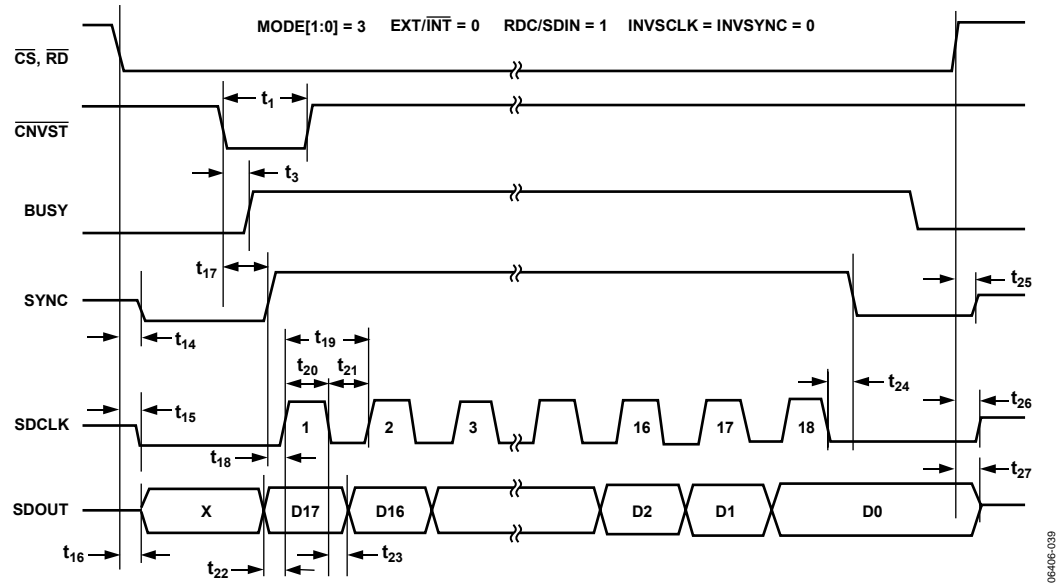 MODE[1:0] = 3 EXT/INT = 0 RDC/SDIN = 1 INVSCLK = INVSYNC = 0
CS, RD
t1
CNVST
t3
BUSY
t17
SYNC
t25
t14
t19
t20 t21
t24
t15
t26
SDCLK
1 2 3 16 17 18
t18
t27
SDOUT
X D17 D16 D2 D1 D0
t16
t22
t23
06406-039